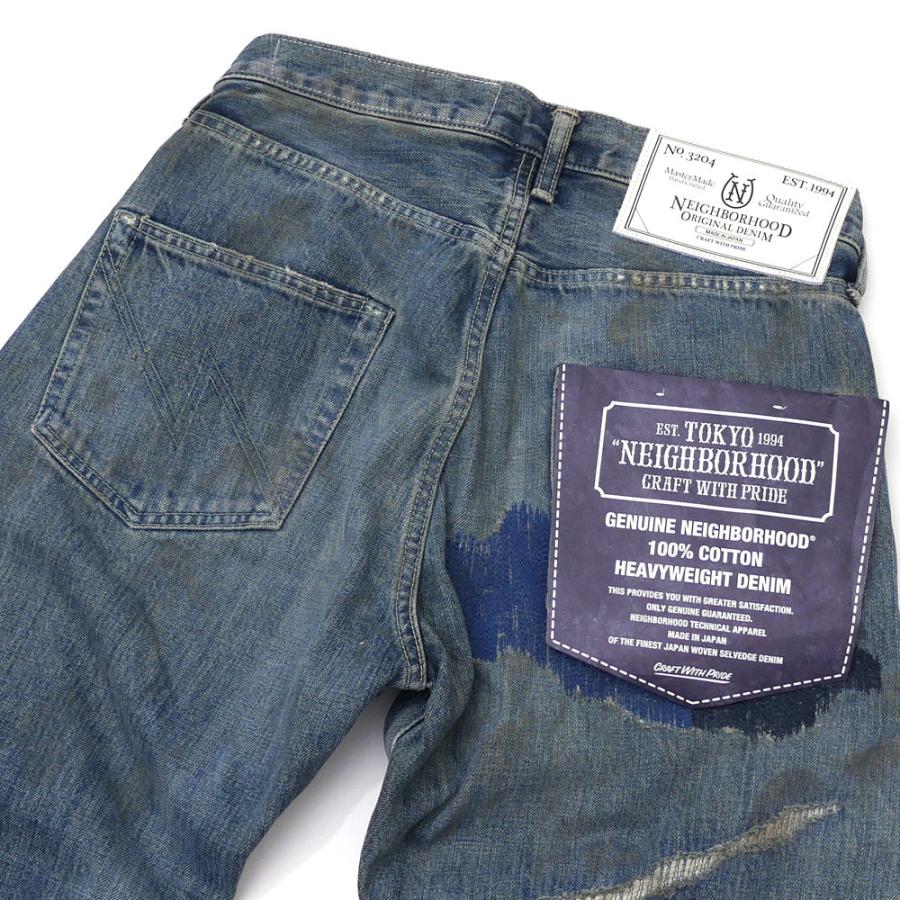 No. 3204
EST. 1994
MasterMade
Hand Crafted
N
Quality
Guaranteed
NEIGHBORHOOD
ORIGINAL DENIM
MADE IN JAPAN
CRAFT WITH PRIDE
EST. TOKYO 1994
"NEIGHBORHOOD"
CRAFT WITH PRIDE
GENUINE NEIGHBORHOOD®
100% COTTON
HEAVYWEIGHT DENIM
THIS PROVIDES YOU WITH GREATER SATISFACTION.
ONLY GENUINE GUARANTEED.
NEIGHBORHOOD TECHNICAL APPAREL
MADE IN JAPAN
OF THE FINEST JAPAN WOVEN SELVEDGE DENIM
CRAFT WITH PRIDE